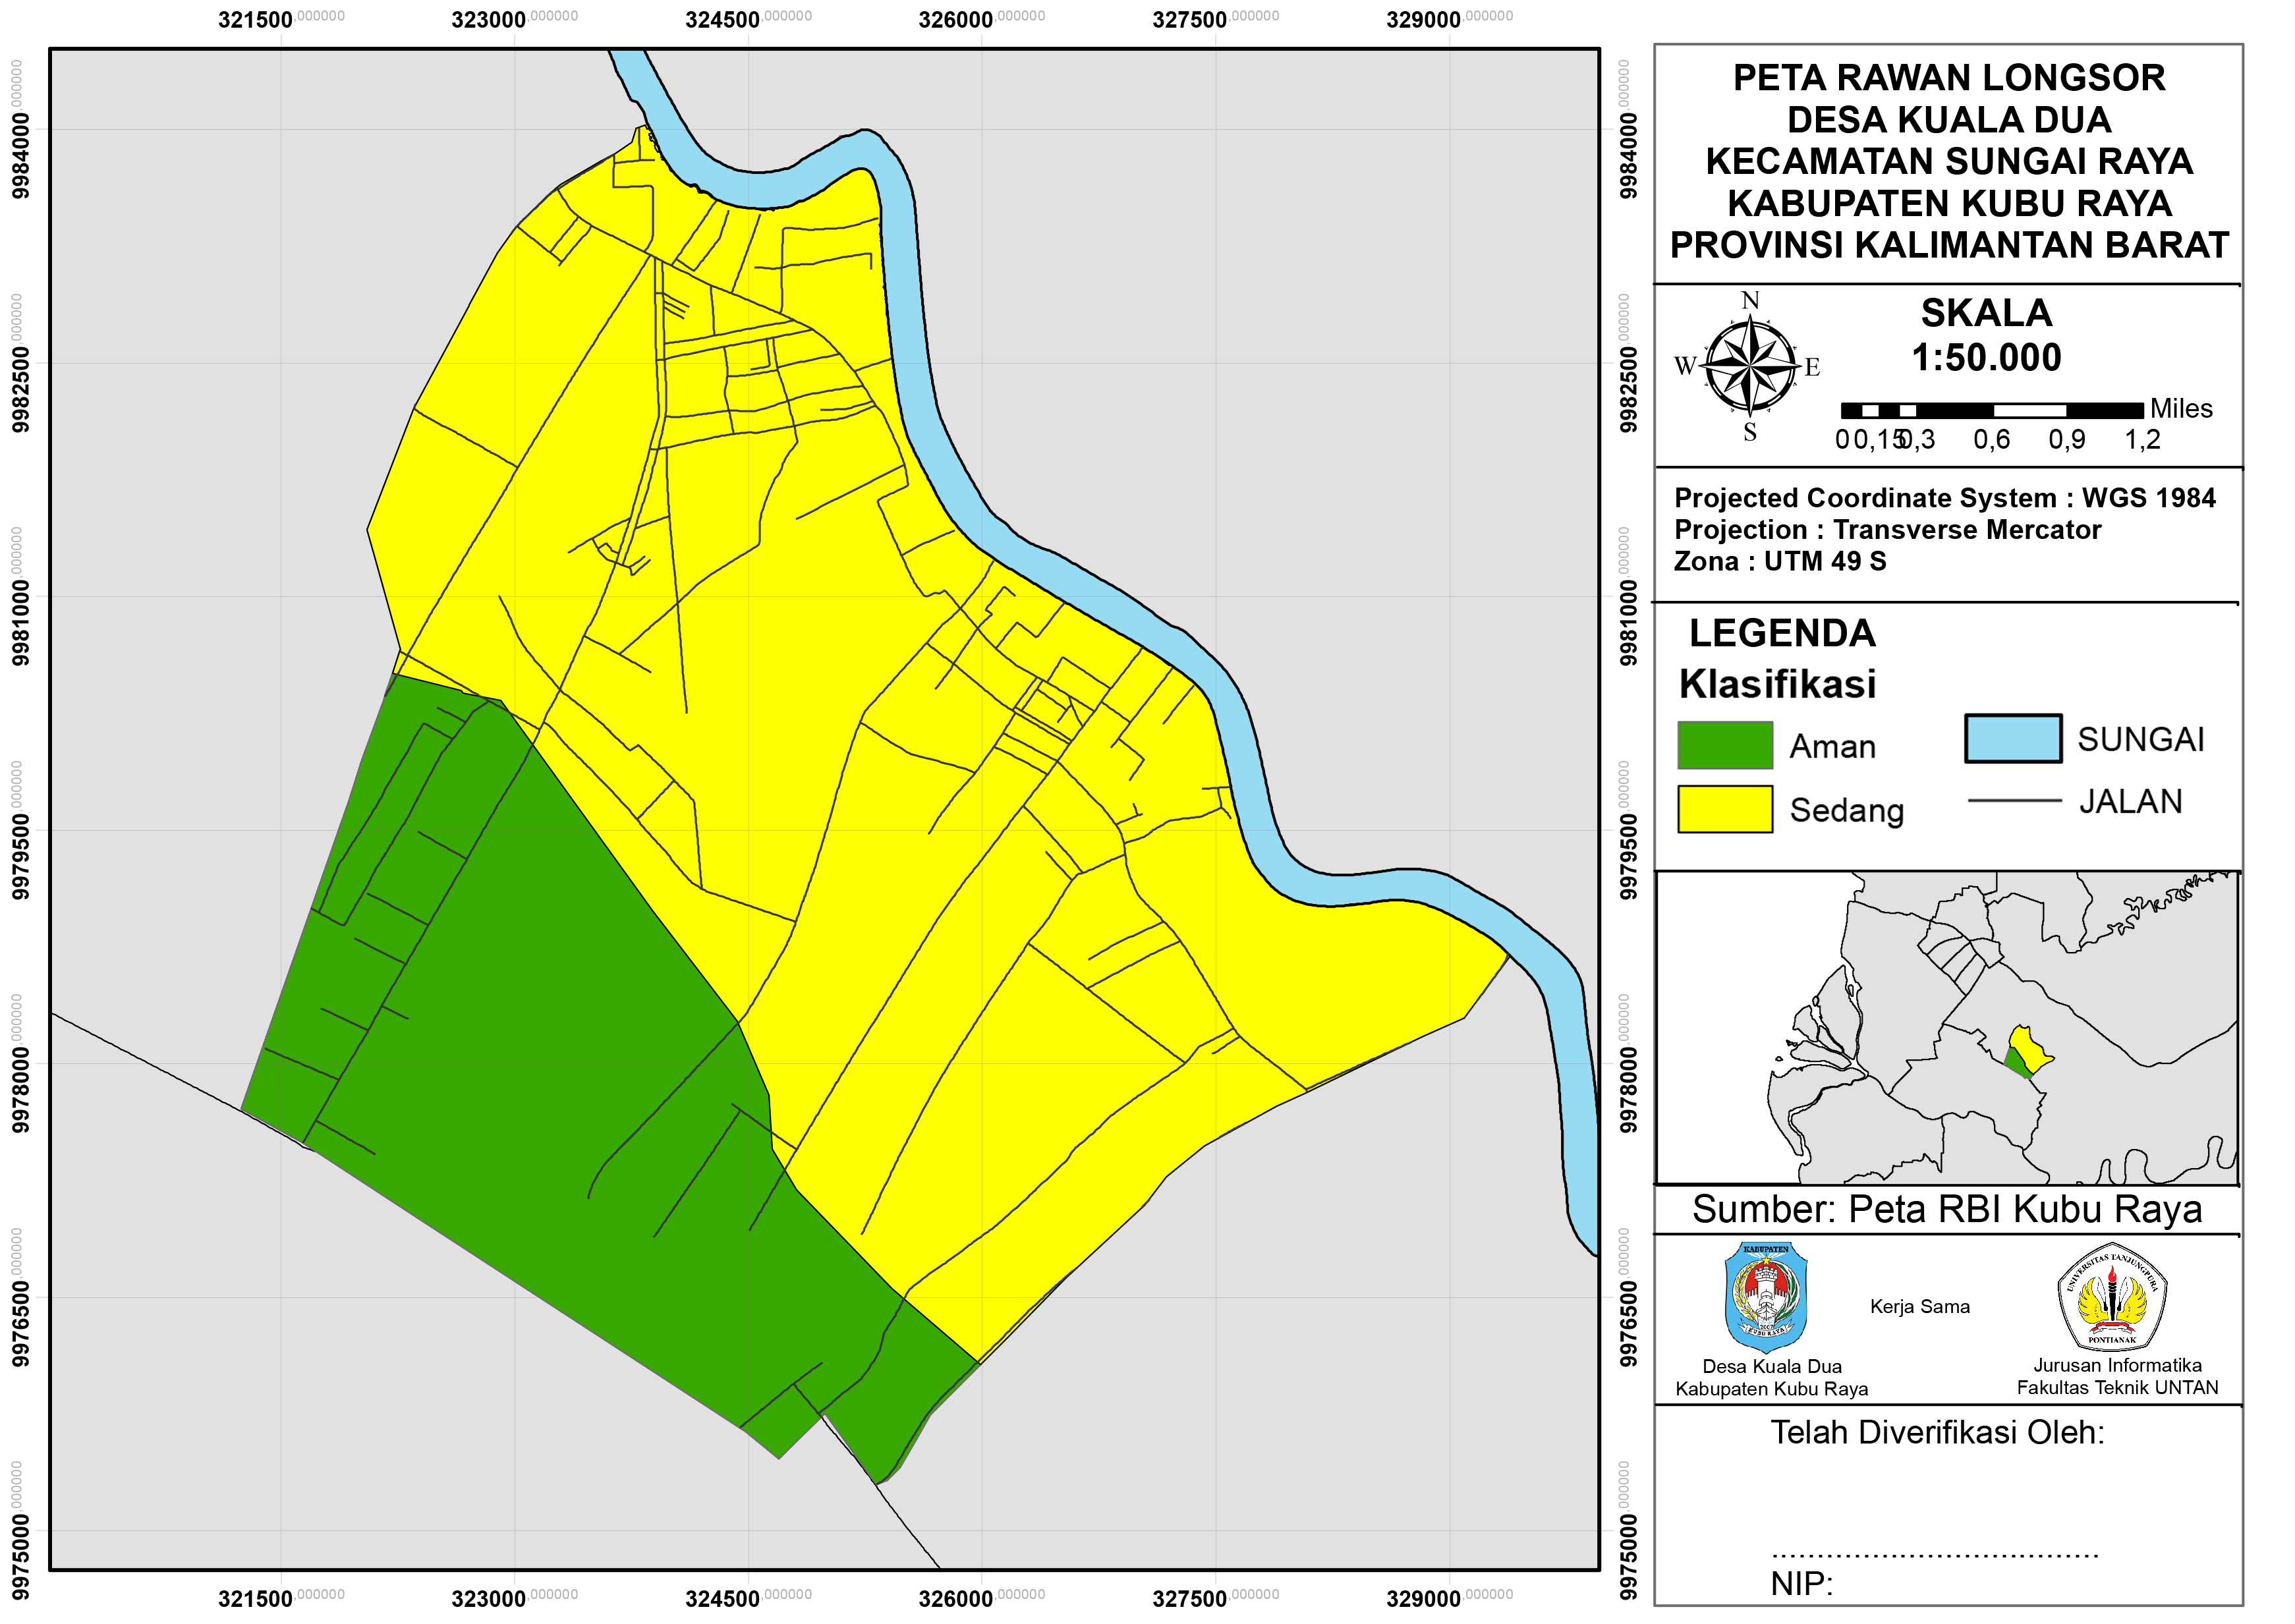 321500,000000 323000,000000 324500,000000 326000,000000 327500,000000 329000,000000
9984000,000000
9982500,000000
9981000,000000
9979500,000000
9978000,000000
9976500,000000
9975000,000000
9984000,000000
9982500,000000
9981000,000000
9979500,000000
9978000,000000
9976500,000000
9975000,000000
321500,000000 323000,000000 324500,000000 326000,000000 327500,000000 329000,000000
PETA RAWAN LONGSOR
DESA KUALA DUA
KECAMATAN SUNGAI RAYA
KABUPATEN KUBU RAYA
PROVINSI KALIMANTAN BARAT
N
W E
S
SKALA
1:50.000
Miles
0 0,15 0,3 0,6 0,9 1,2
Projected Coordinate System : WGS 1984
Projection : Transverse Mercator
Zona : UTM 49 S
LEGENDA
Klasifikasi
Aman
Sedang
SUNGAI
JALAN
Sumber: Peta RBI Kubu Raya
KABUPATEN
2007
KUBU RAYA
Desa Kuala Dua
Kabupaten Kubu Raya
Kerja Sama
UNIVERSITAS TANJUNGPURA
PONTIANAK
Jurusan Informatika
Fakultas Teknik UNTAN
Telah Diverifikasi Oleh:
....................................
NIP: